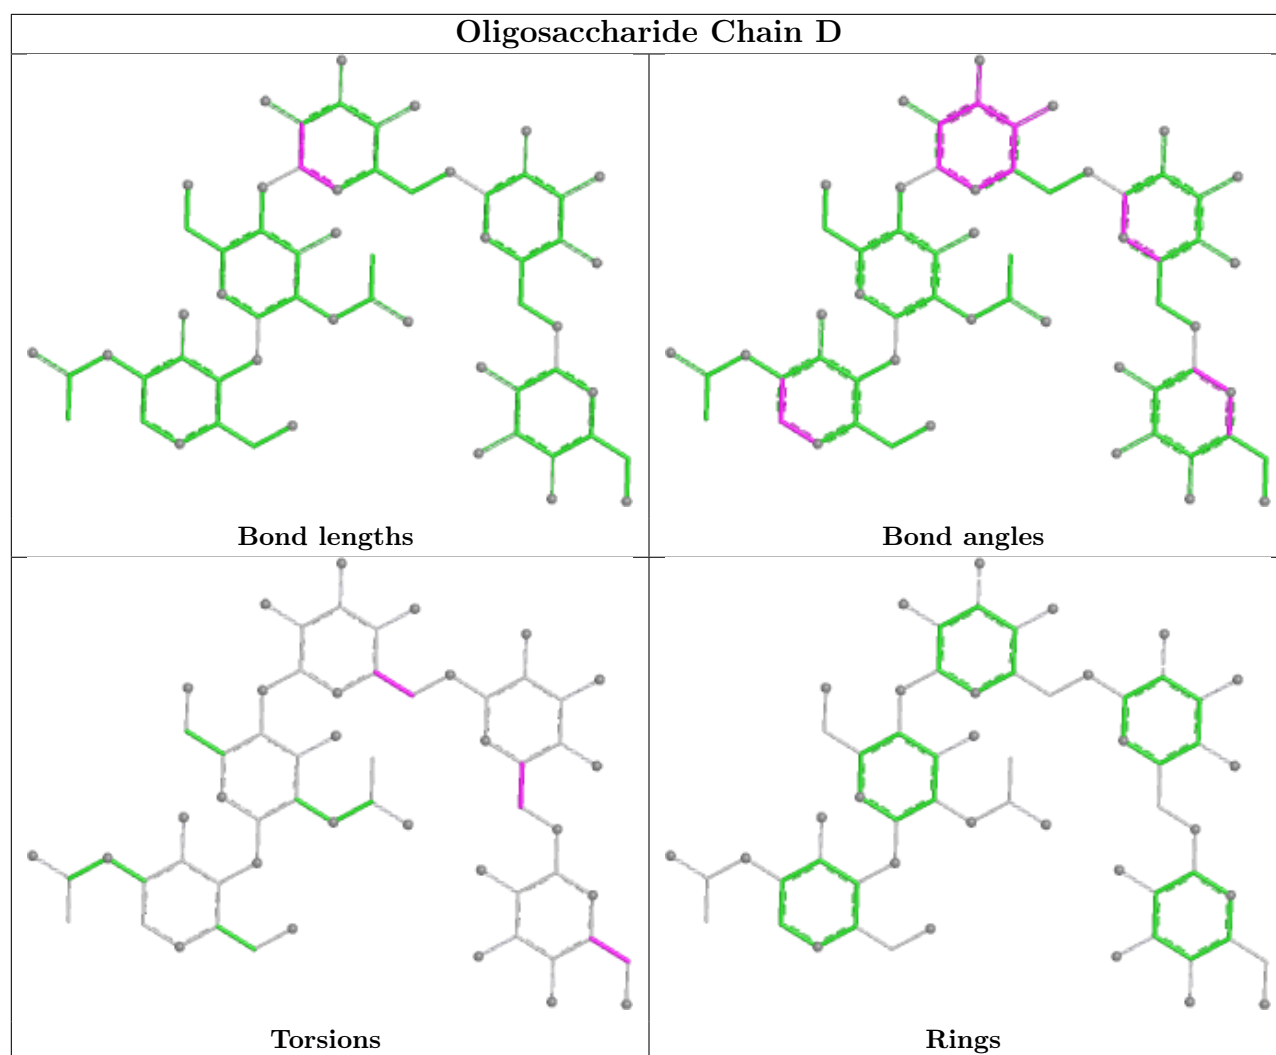 Oligosaccharide Chain D
Bond lengths
Bond angles
Torsions
Rings